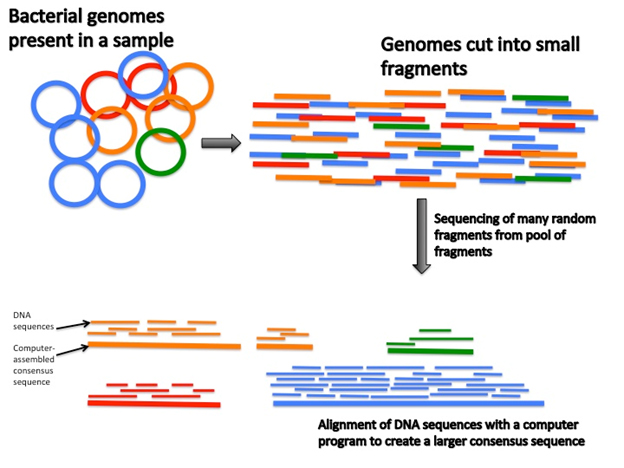 Bacterial genomes
present in a sample
Genomes cut into small
fragments
Sequencing of many random
fragments from pool of
fragments
DNA
sequences
Computer-
assembled
consensus
sequence
Alignment of DNA sequences with a computer
program to create a larger consensus sequence